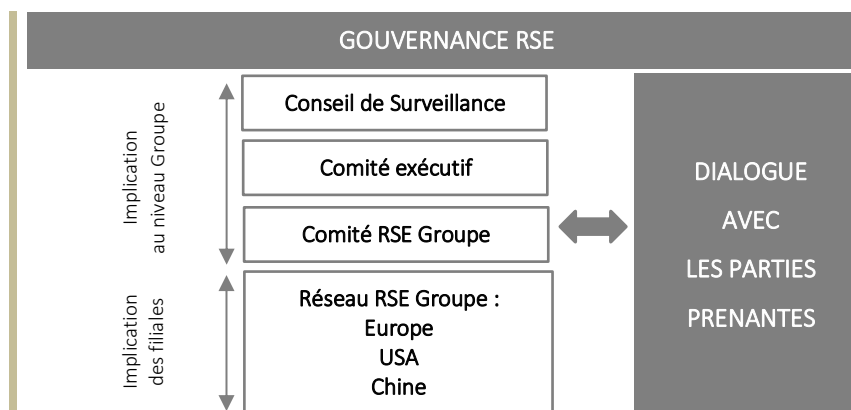 GOUVERNANCE RSE
Implication
au niveau Groupe
Conseil de Surveillance
Comité exécutif
Comité RSE Groupe
Implication
des filiales
Réseau RSE Groupe :
Europe
USA
Chine
DIALOGUE
AVEC
LES PARTIES
PRENANTES